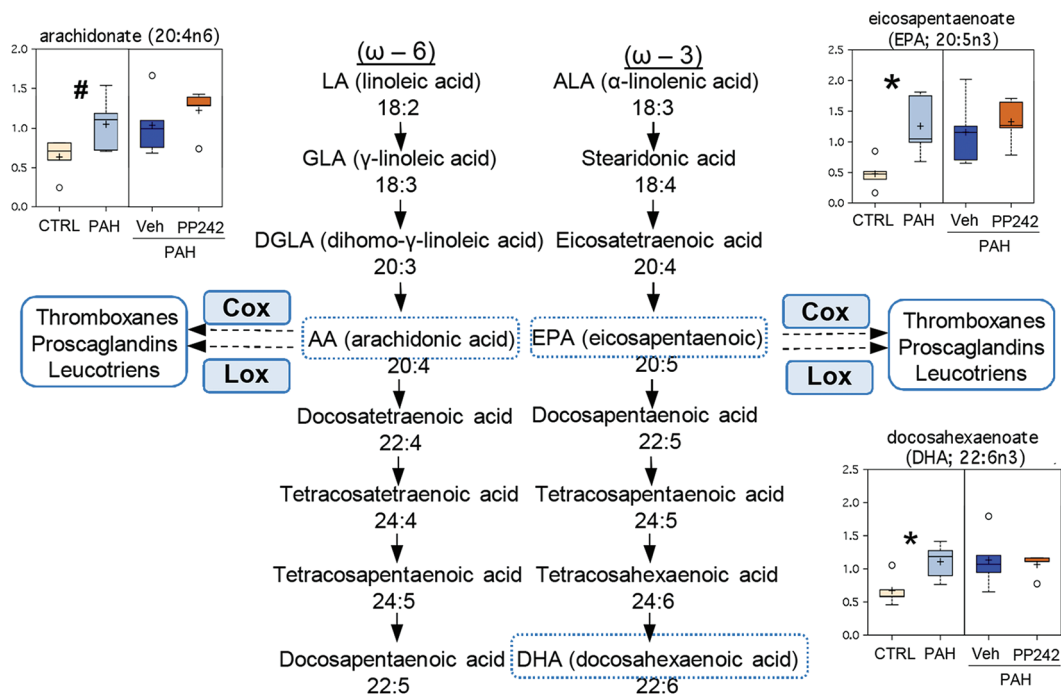 arachidonate (20:4n6)
2.0
1.5
1.0
0.5
0.0
#
CTRL PAH Veh PP242
PAH
(ω – 6)
LA (linoleic acid)
18:2
GLA (γ-linoleic acid)
18:3
DGLA (dihomo-γ-linoleic acid)
20:3
AA (arachidonic acid)
20:4
Docosatetraenoic acid
22:4
Tetracosatetraenoic acid
24:4
Tetracosapentaenoic acid
24:5
Docosapentaenoic acid
22:5
(ω – 3)
ALA (α-linolenic acid)
18:3
Stearidonic acid
18:4
Eicosatetraenoic acid
20:4
EPA (eicosapentaenoic)
20:5
Docosapentaenoic acid
22:5
Tetracosapentaenoic acid
24:5
Tetracosahexaenoic acid
24:6
DHA (docosahexaenoic acid)
22:6
Cox
Lox
Thromboxanes
Proscaglandins
Leucotriens
Cox
Lox
Thromboxanes
Proscaglandins
Leucotriens
eicosapentaenoate
(EPA; 20:5n3)
2.5
2.0
1.5
1.0
0.5
0.0
*
CTRL PAH Veh PP242
PAH
docosahexaenoate
(DHA; 22:6n3)
2.5
2.0
1.5
1.0
0.5
0.0
*
CTRL PAH Veh PP242
PAH